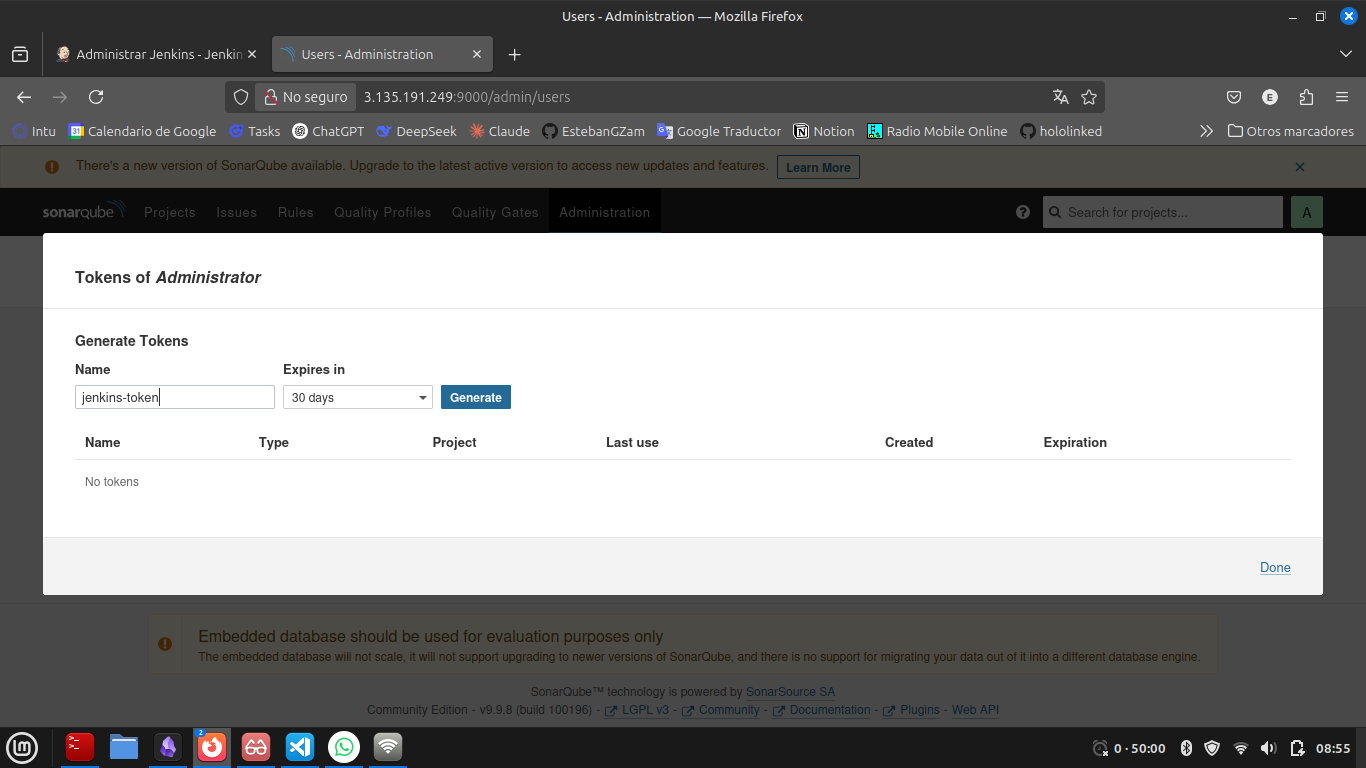 Users - Administration — Mozilla Firefox
Administrar Jenkins - Jenkin
Users - Administration
No seguro
3.135.191.249:9000/admin/users
E
Intu
Calendario de Google
Tasks
ChatGPT
DeepSeek
Claude
EstebanGZam
Google Traductor
Notion
Radio Mobile Online
hololinked
Otros marcadores
There's a new version of SonarQube available. Upgrade to the latest active version to access new updates and features. Learn More
sonarqube Projects Issues Rules Quality Profiles Quality Gates Administration Search for projects... A
Tokens of Administrator
Generate Tokens
Name Expires in
jenkins-token 30 days Generate
Name Type Project Last use Created Expiration
No tokens
Done
Embedded database should be used for evaluation purposes only
The embedded database will not scale, it will not support upgrading to newer versions of SonarQube, and there is no support for migrating your data out of it into a different database engine.
SonarQube™ technology is powered by SonarSource SA
Community Edition - v9.9.8 (build 100196) - LGPL v3 - Community - Documentation - Plugins - Web API
2
0 · 50:00
08:55